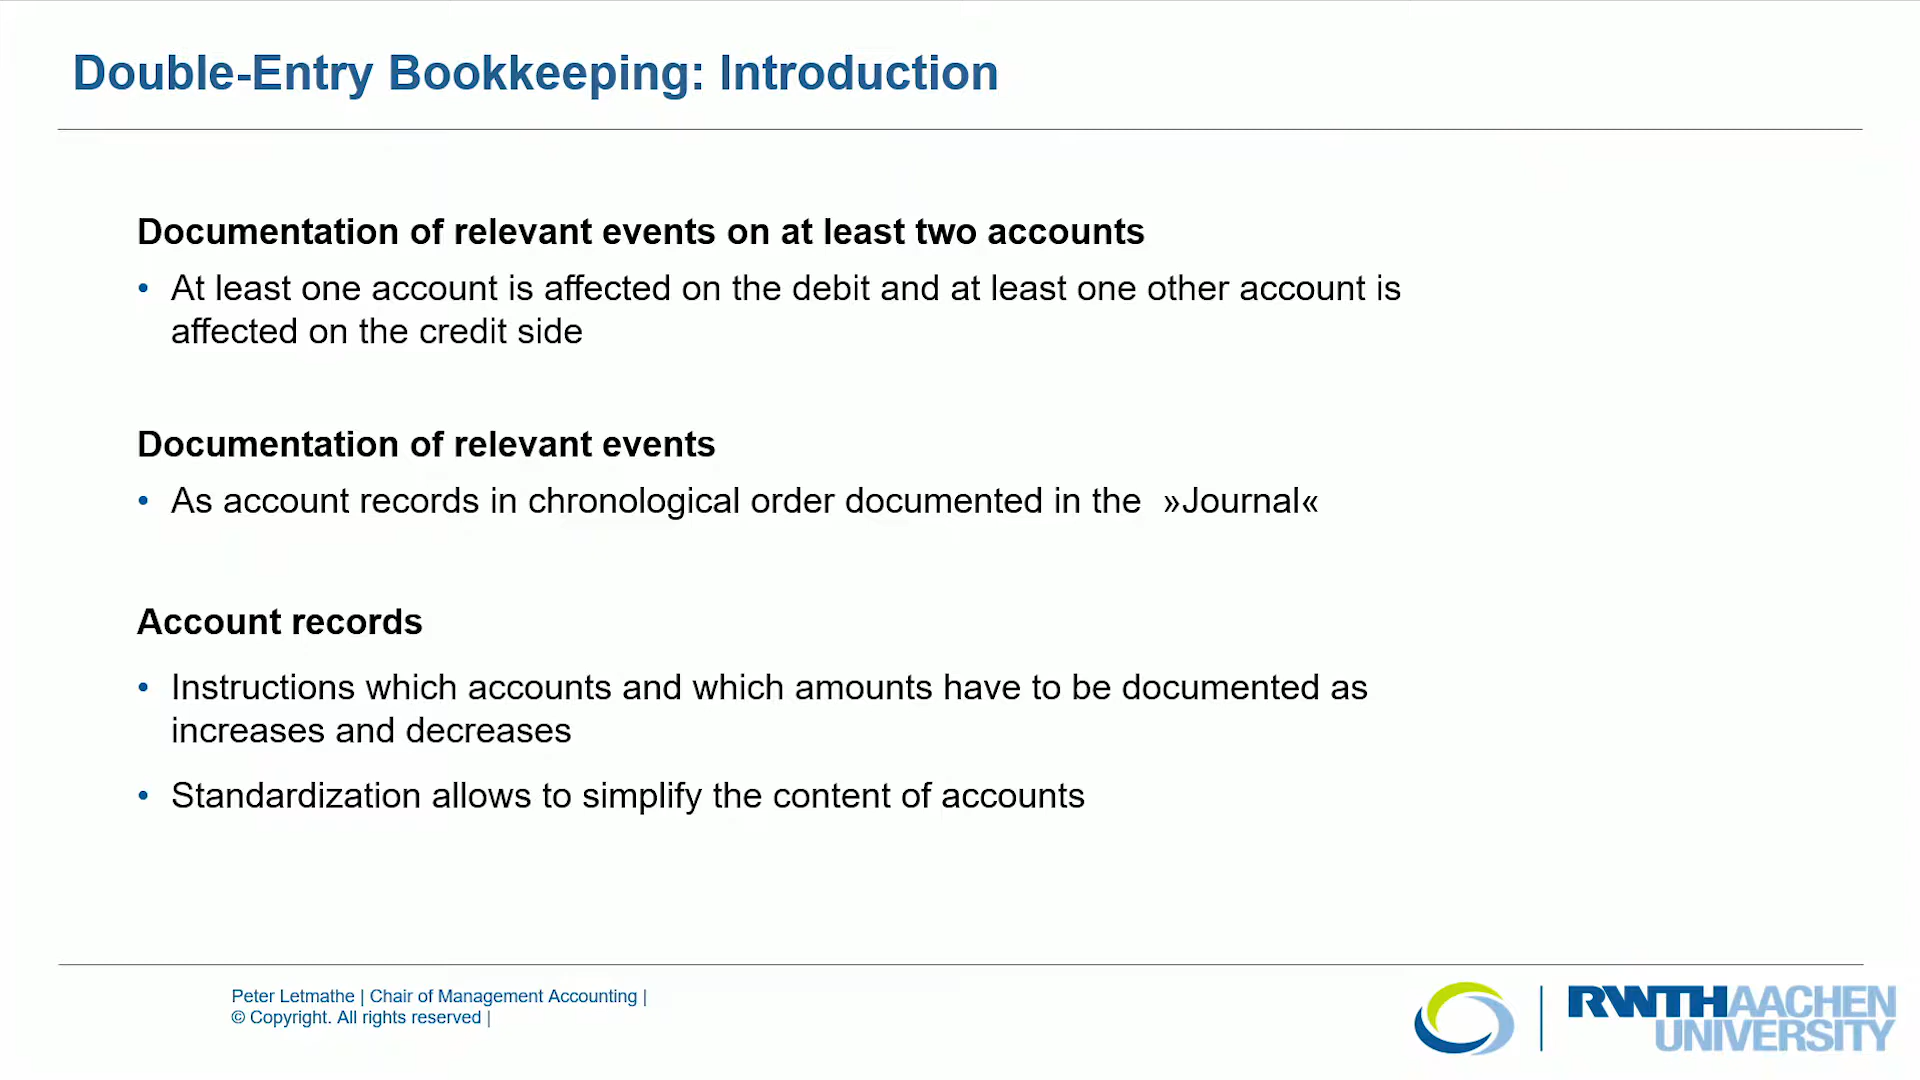 Double-Entry Bookkeeping: Introduction
Documentation of relevant events on at least two accounts
• At least one account is affected on the debit and at least one other account is
affected on the credit side
Documentation of relevant events
• As account records in chronological order documented in the »Journal«
Account records
• Instructions which accounts and which amounts have to be documented as
increases and decreases
• Standardization allows to simplify the content of accounts
Peter Letmathe | Chair of Management Accounting |
© Copyright. All rights reserved |
RWTHAACHEN
UNIVERSITY